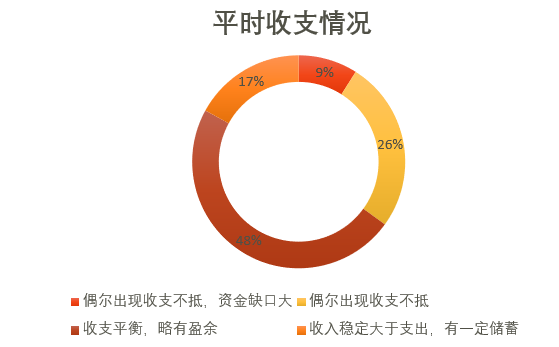 平时收支情况
9%
17%
26%
48%
偶尔出现收支不抵，资金缺口大
偶尔出现收支不抵
收支平衡，略有盈余
收入稳定大于支出，有一定储蓄